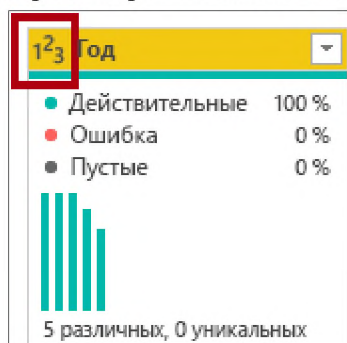 1²3 Год
Действительные 100 %
Ошибка 0 %
Пустые 0 %
5 различных, 0 уникальных